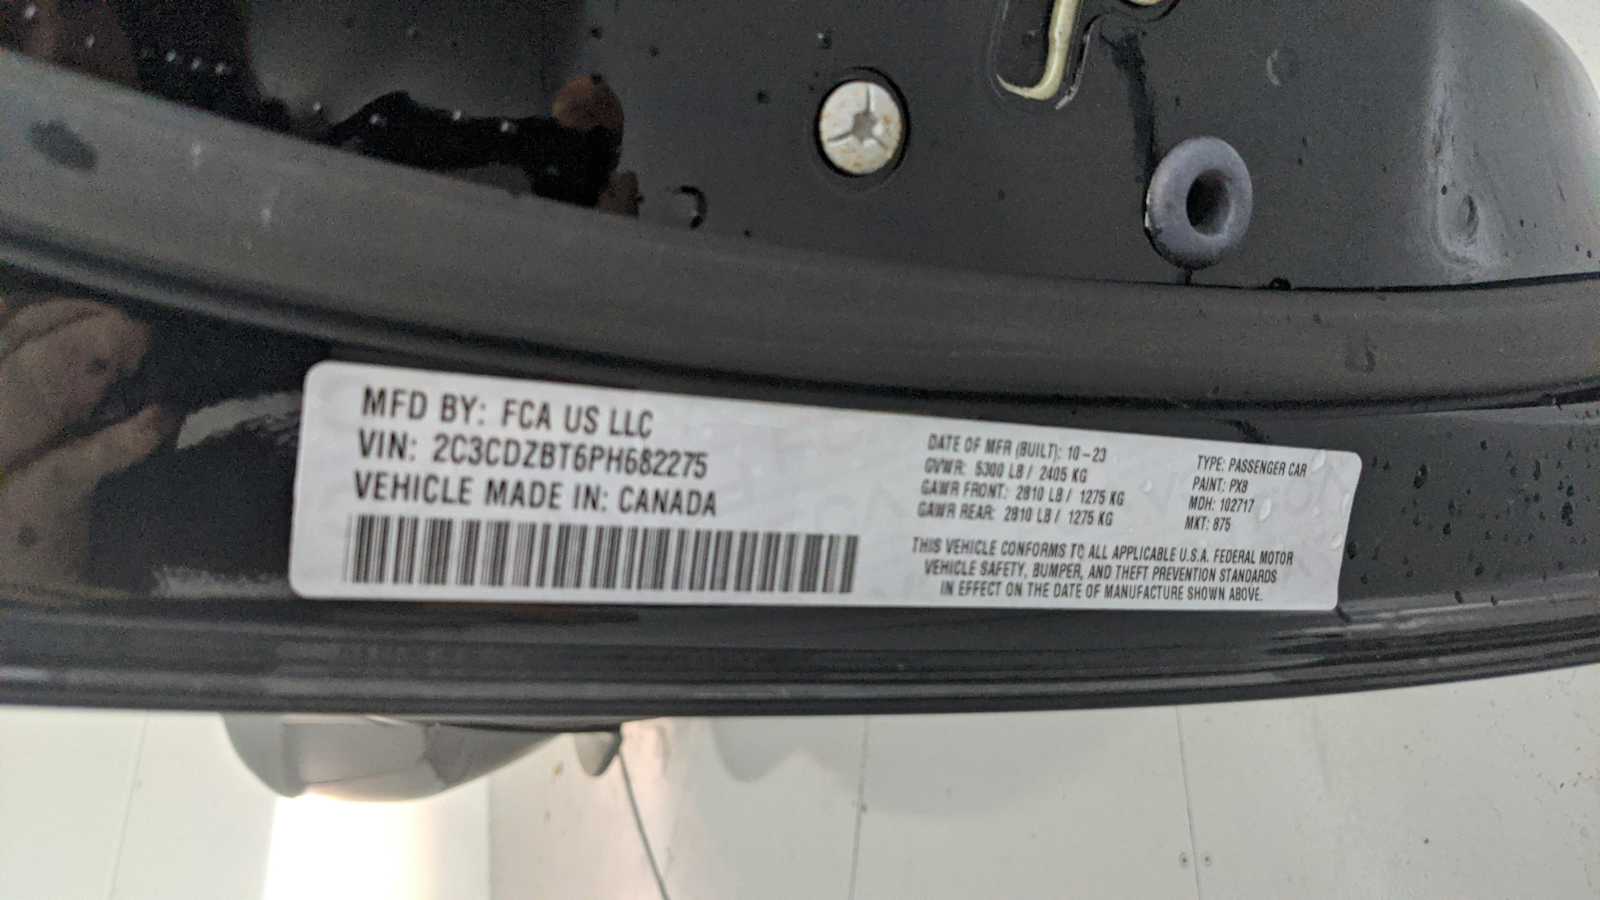 MFD BY: FCA US LLC
VIN: 2C3CDZBT6PH682275
VEHICLE MADE IN: CANADA
DATE OF MFR (BUILT): 10-23
GVWR: 5300 LB / 2405 KG
GAWR FRONT: 2810 LB / 1275 KG
GAWR REAR: 2810 LB / 1275 KG
TYPE: PASSENGER CAR
PAINT: PX8
MDH: 102717
MKT: 875
THIS VEHICLE CONFORMS TO ALL APPLICABLE U.S.A. FEDERAL MOTOR
VEHICLE SAFETY, BUMPER, AND THEFT PREVENTION STANDARDS
IN EFFECT ON THE DATE OF MANUFACTURE SHOWN ABOVE.